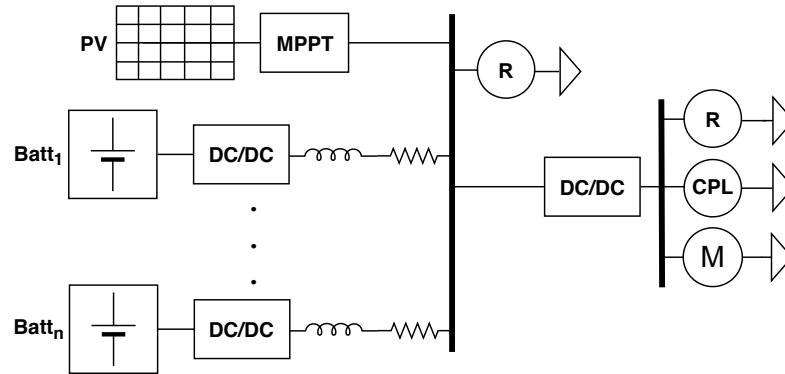 PV
MPPT
R
Batt1
DC/DC
R
DC/DC
CPL
M
Battn
DC/DC